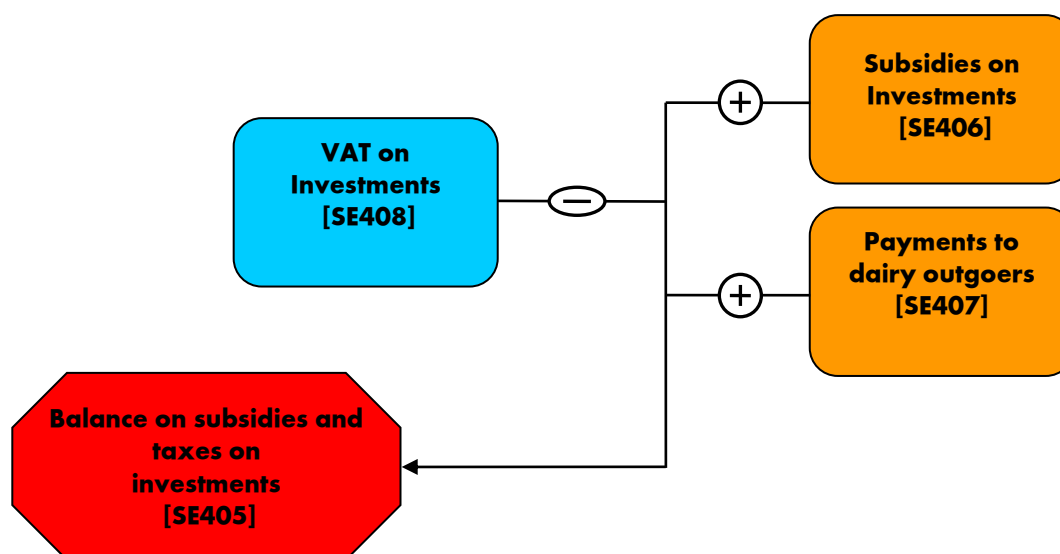 Subsidies on
Investments
[SE406]
VAT on
Investments
[SE408]
Payments to
dairy outgoers
[SE407]
Balance on subsidies and
taxes on
investments
[SE405]